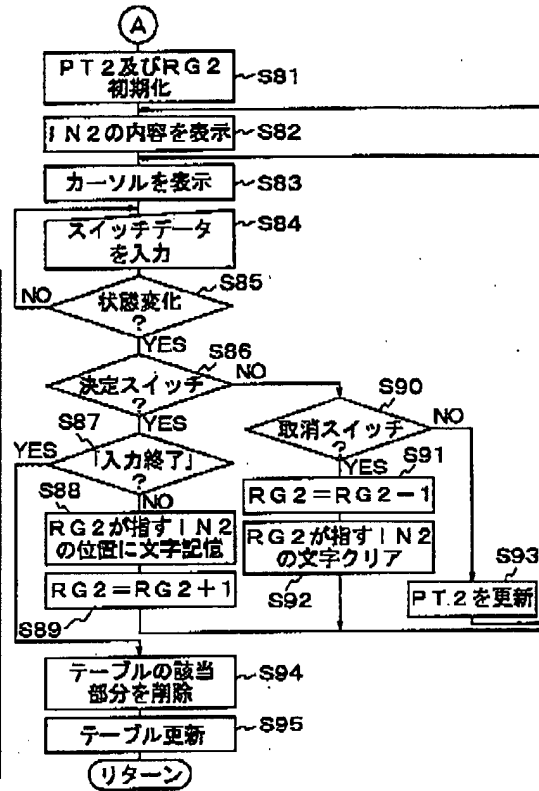 A
PT2及びRG2
初期化
S81
IN2の内容を表示
S82
カーソルを表示
S83
スイッチデータ
を入力
S84
状態変化
?
S85
NO
YES
決定スイッチ
?
S86
NO
YES
「入力終了」
?
S87
YES
NO
取消スイッチ
?
S90
NO
YES
RG2が指すIN2
の位置に文字記憶
S88
RG2=RG2+1
S89
RG2=RG2-1
S91
RG2が指すIN2
の文字クリア
S92
PT.2を更新
S93
テーブルの該当
部分を削除
S94
テーブル更新
S95
リターン